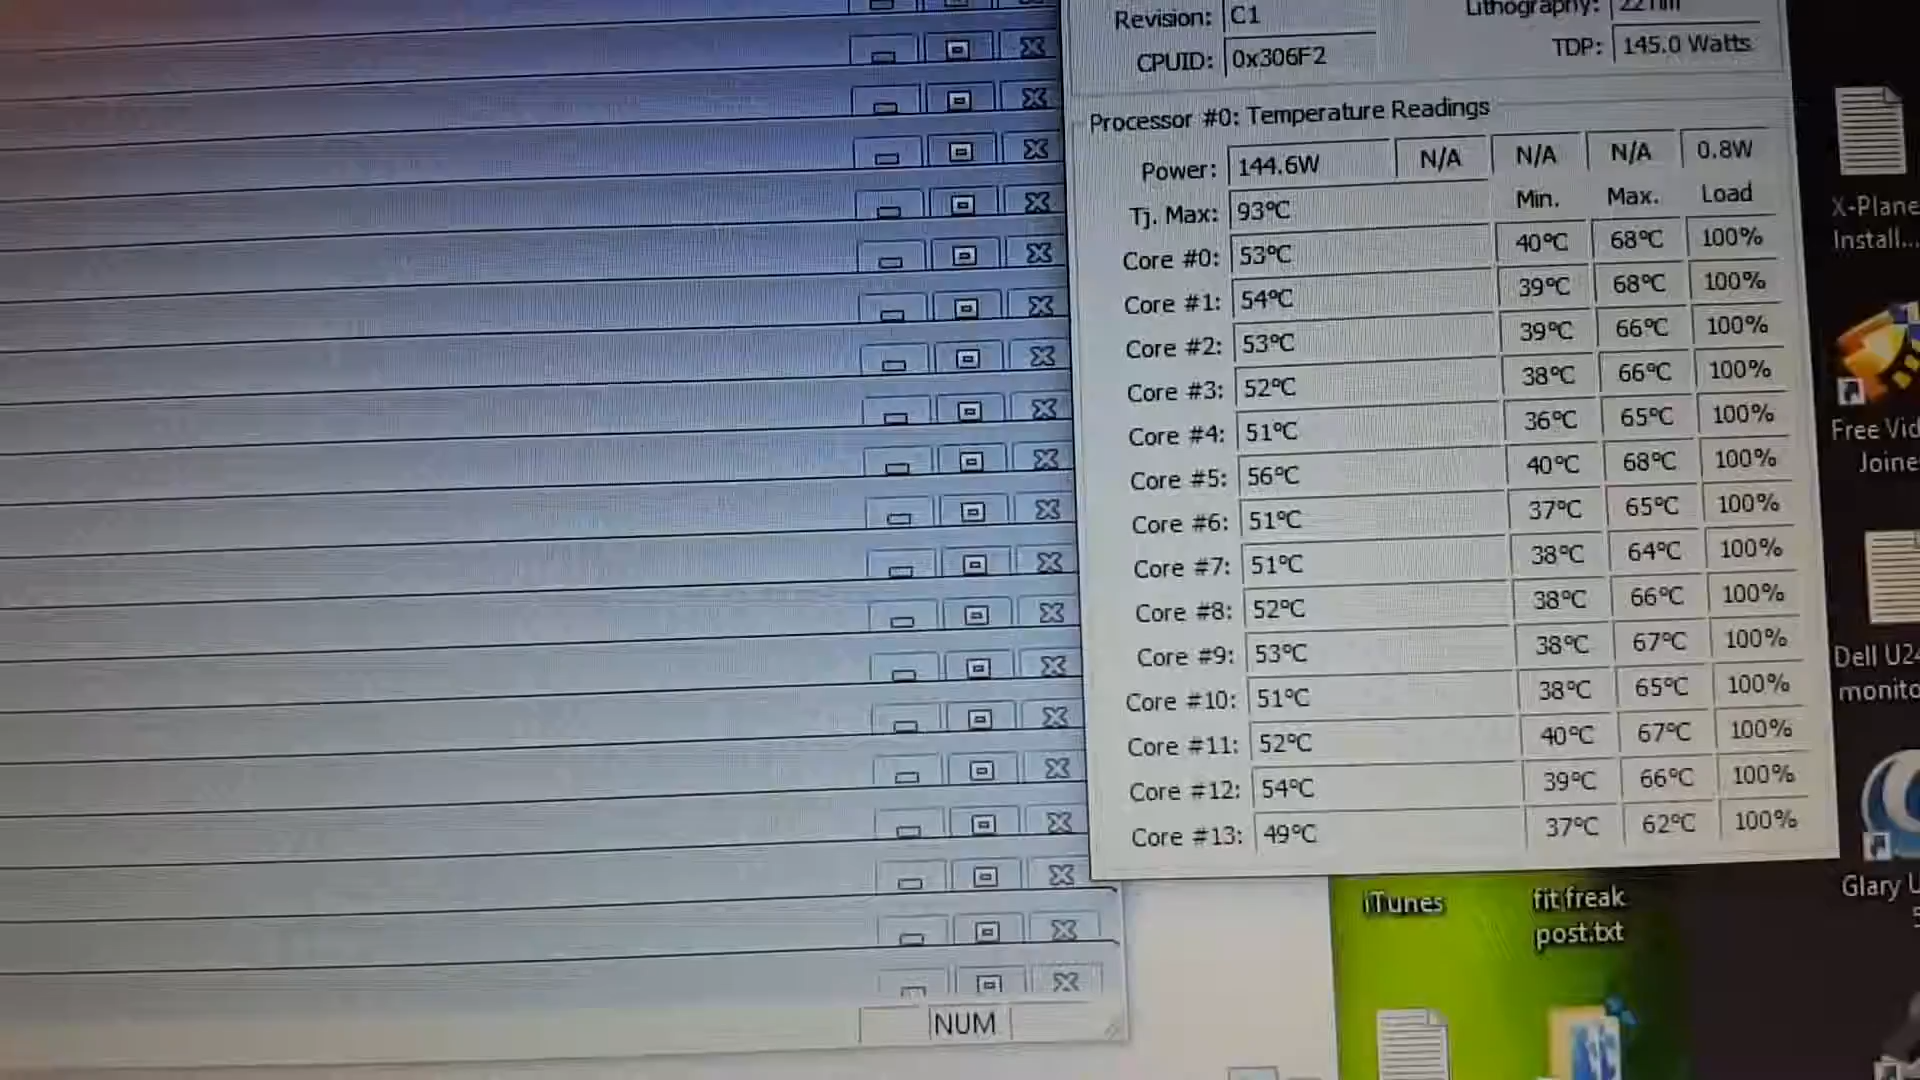 Revision: C1
Lithography: 22 nm
CPUID: 0x306F2
TDP: 145.0 Watts
Processor #0: Temperature Readings
Power: 144.6W N/A N/A N/A 0.8W
Tj. Max: 93°C Min. Max. Load
Core #0: 53°C 40°C 68°C 100%
Core #1: 54°C 39°C 68°C 100%
Core #2: 53°C 39°C 66°C 100%
Core #3: 52°C 38°C 66°C 100%
Core #4: 51°C 36°C 65°C 100%
Core #5: 56°C 40°C 68°C 100%
Core #6: 51°C 37°C 65°C 100%
Core #7: 51°C 38°C 64°C 100%
Core #8: 52°C 38°C 66°C 100%
Core #9: 53°C 38°C 67°C 100%
Core #10: 51°C 38°C 65°C 100%
Core #11: 52°C 40°C 67°C 100%
Core #12: 54°C 39°C 66°C 100%
Core #13: 49°C 37°C 62°C 100%
X-Plane
Install...
Free Vid
Joine
Dell U24
monito
Glary U
iTunes
fit freak
post.txt
NUM